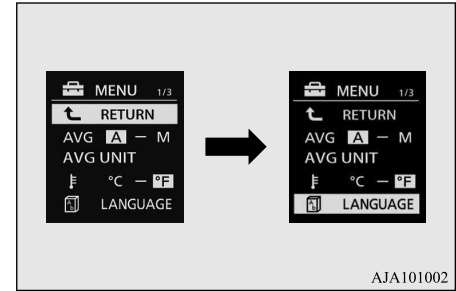 MENU 1/3
RETURN
AVG A – M
AVG UNIT
°C – °F
LANGUAGE
MENU 1/3
RETURN
AVG A – M
AVG UNIT
°C – °F
LANGUAGE
AJA101002